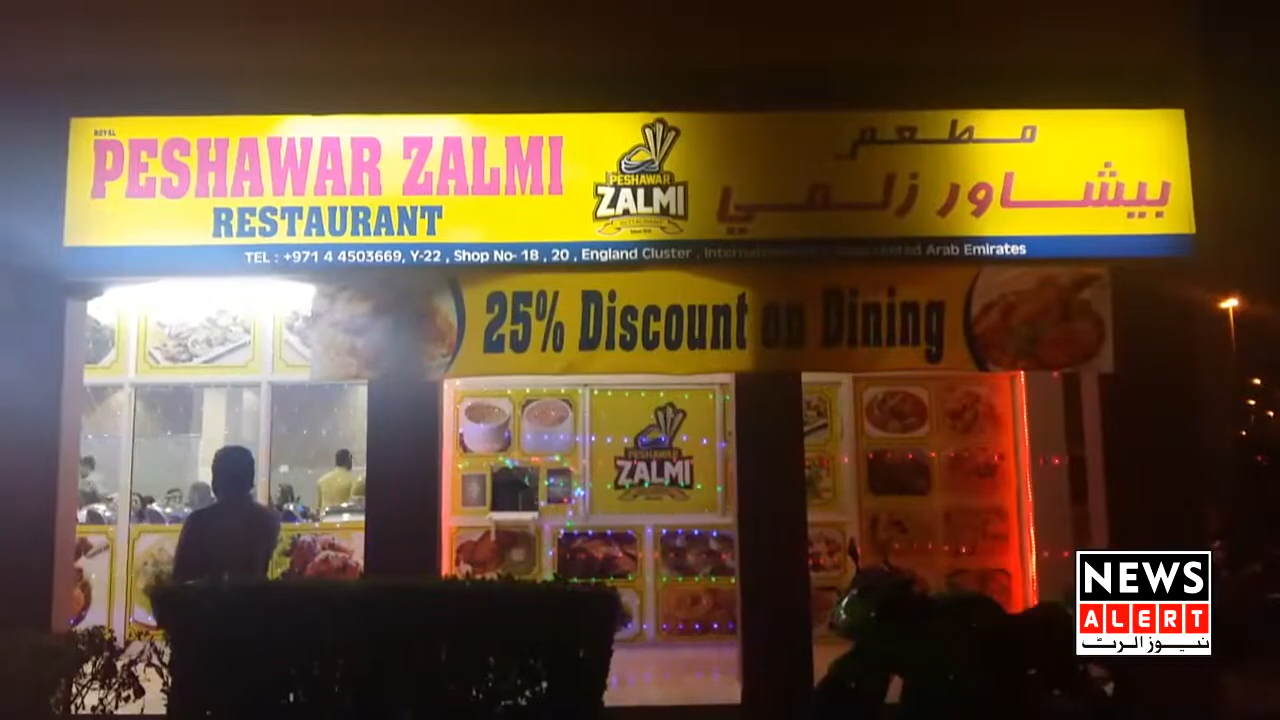 ROYAL
PESHAWAR ZALMI
RESTAURANT
PESHAWAR
ZALMI
مطعم
بيشاور زلمي
TEL : +971 4 4503669, Y-22 , Shop No- 18 , 20 , England Cluster , Arab Emirates
25% Discount on Dining
PESHAWAR
ZALMI
NEWS
ALERT
نیوز الرٹ